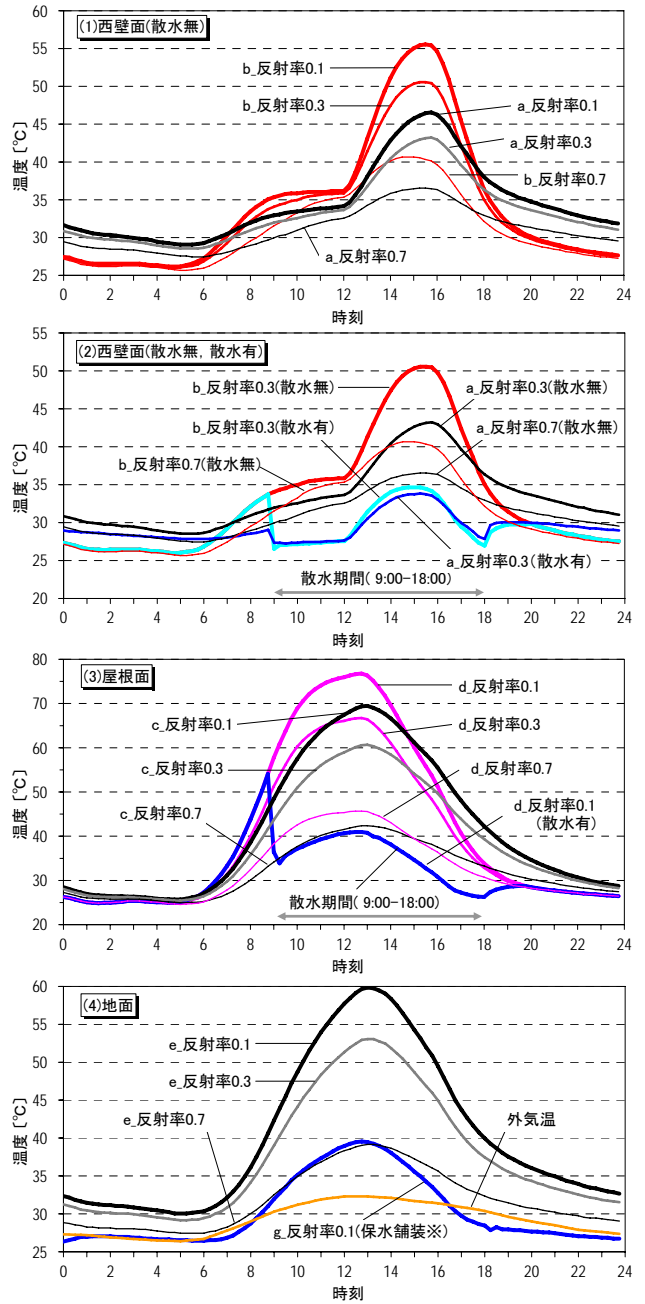 (1)西壁面(散水無)
温度 [℃]
60
55
50
45
40
35
30
25
b_反射率0.1
b_反射率0.3
a_反射率0.1
a_反射率0.3
b_反射率0.7
a_反射率0.7
0 2 4 6 8 10 12 14 16 18 20 22 24
時刻
(2)西壁面(散水無, 散水有)
温度 [℃]
55
50
45
40
35
30
25
20
b_反射率0.3(散水無)
a_反射率0.3(散水無)
b_反射率0.3(散水有)
a_反射率0.7(散水無)
b_反射率0.7(散水無)
a_反射率0.3(散水有)
散水期間( 9:00-18:00)
0 2 4 6 8 10 12 14 16 18 20 22 24
時刻
(3)屋根面
温度 [℃]
80
70
60
50
40
30
20
d_反射率0.1
c_反射率0.1
d_反射率0.3
c_反射率0.3
d_反射率0.7
c_反射率0.7
d_反射率0.1
(散水有)
散水期間( 9:00-18:00)
0 2 4 6 8 10 12 14 16 18 20 22 24
時刻
(4)地面
温度 [℃]
60
55
50
45
40
35
30
25
e_反射率0.1
e_反射率0.3
e_反射率0.7
外気温
g_反射率0.1(保水舗装※)
0 2 4 6 8 10 12 14 16 18 20 22 24
時刻